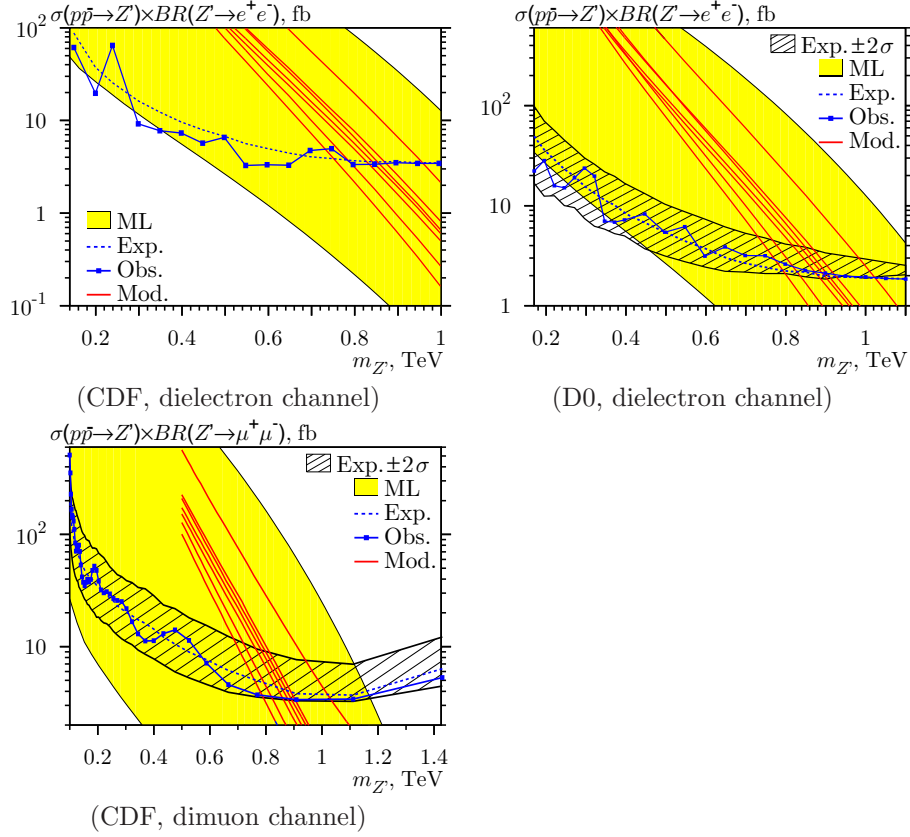 σ(pp̄→Z′)×BR(Z′→e⁺e⁻), fb
10²
10
1
10⁻¹
ML
Exp.
Obs.
Mod.
0.2 0.4 0.6 0.8 1
m_Z′, TeV
(CDF, dielectron channel)
σ(pp̄→Z′)×BR(Z′→e⁺e⁻), fb
Exp.±2σ
ML
Exp.
Obs.
Mod.
10²
10
1
0.2 0.4 0.6 0.8 1
m_Z′, TeV
(D0, dielectron channel)
σ(pp̄→Z′)×BR(Z′→μ⁺μ⁻), fb
Exp.±2σ
ML
Exp.
Obs.
Mod.
10²
10
0.2 0.4 0.6 0.8 1 1.2 1.4
m_Z′, TeV
(CDF, dimuon channel)